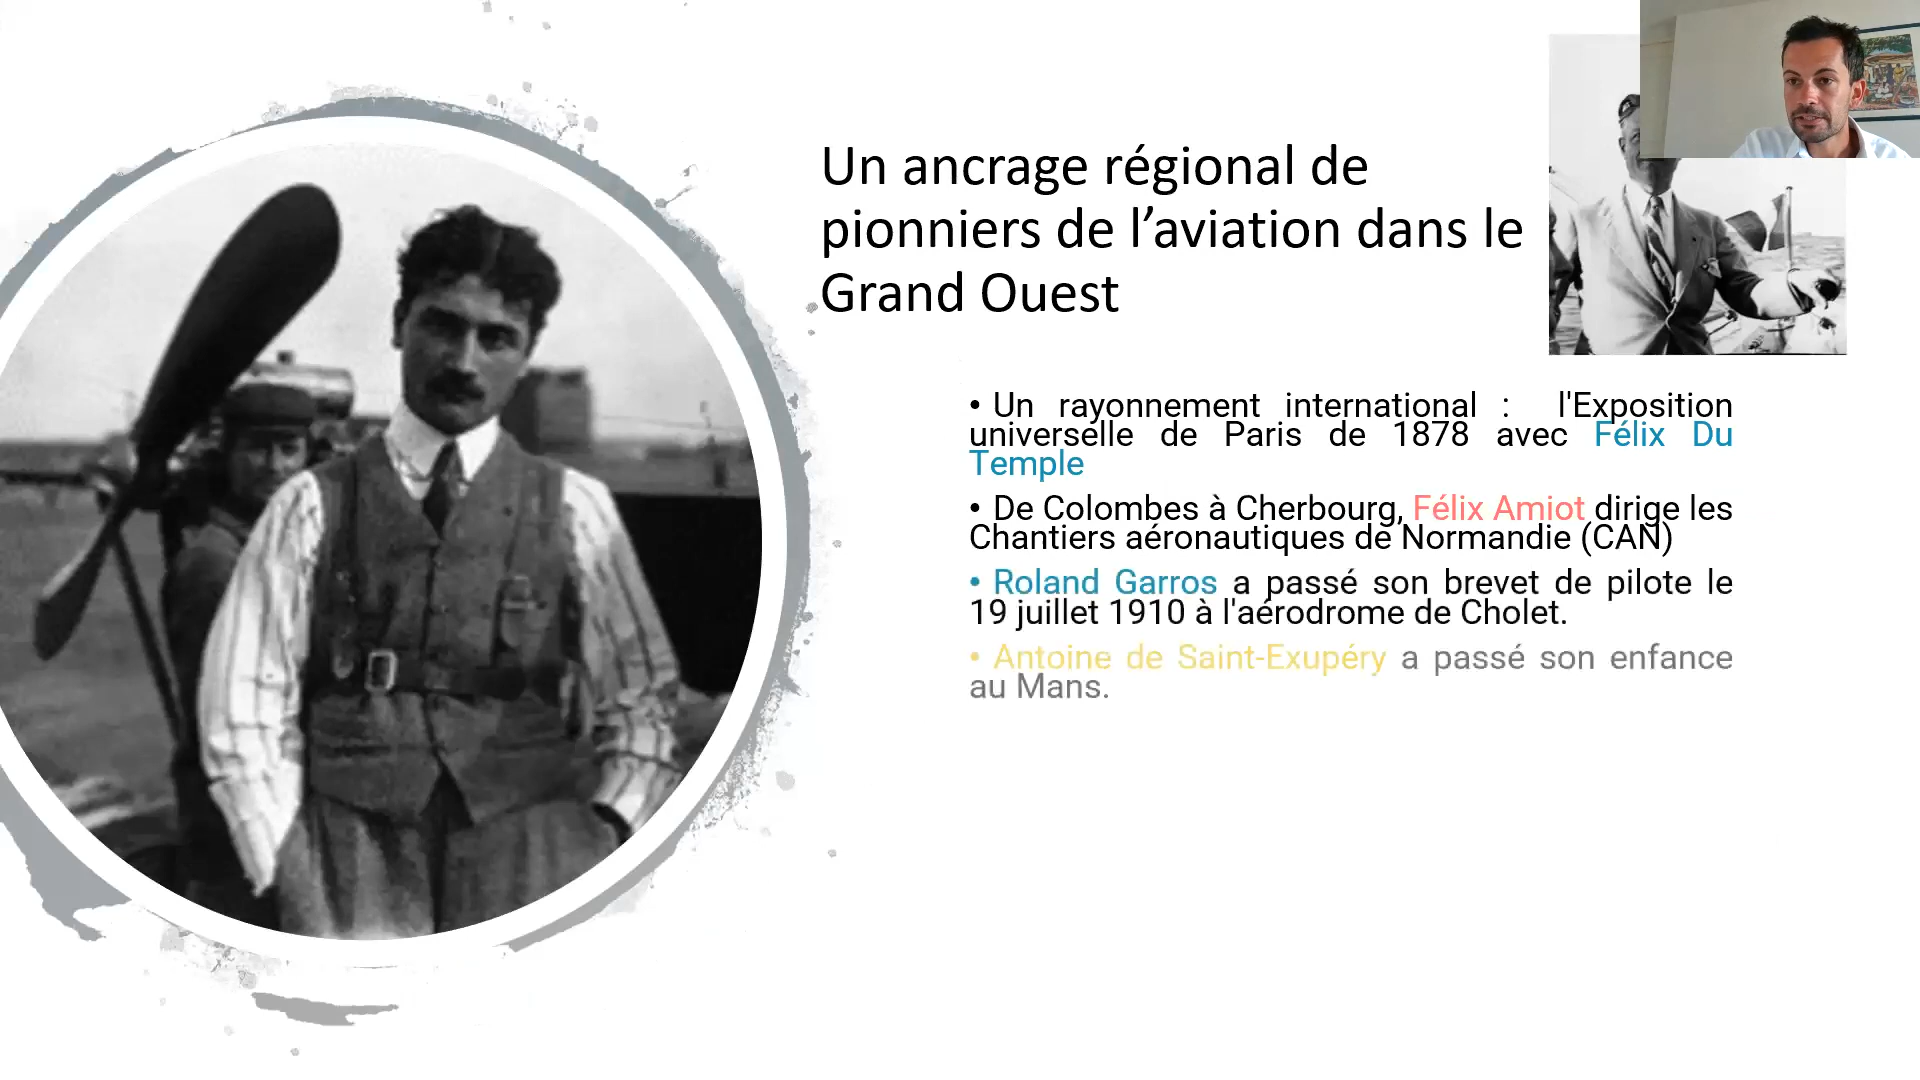 Un ancrage régional de
pionniers de l’aviation dans le
Grand Ouest
• Un rayonnement international : l'Exposition
universelle de Paris de 1878 avec Félix Du
Temple
• De Colombes à Cherbourg, Félix Amiot dirige les
Chantiers aéronautiques de Normandie (CAN)
• Roland Garros a passé son brevet de pilote le
19 juillet 1910 à l'aérodrome de Cholet.
• Antoine de Saint-Exupéry a passé son enfance
au Mans.